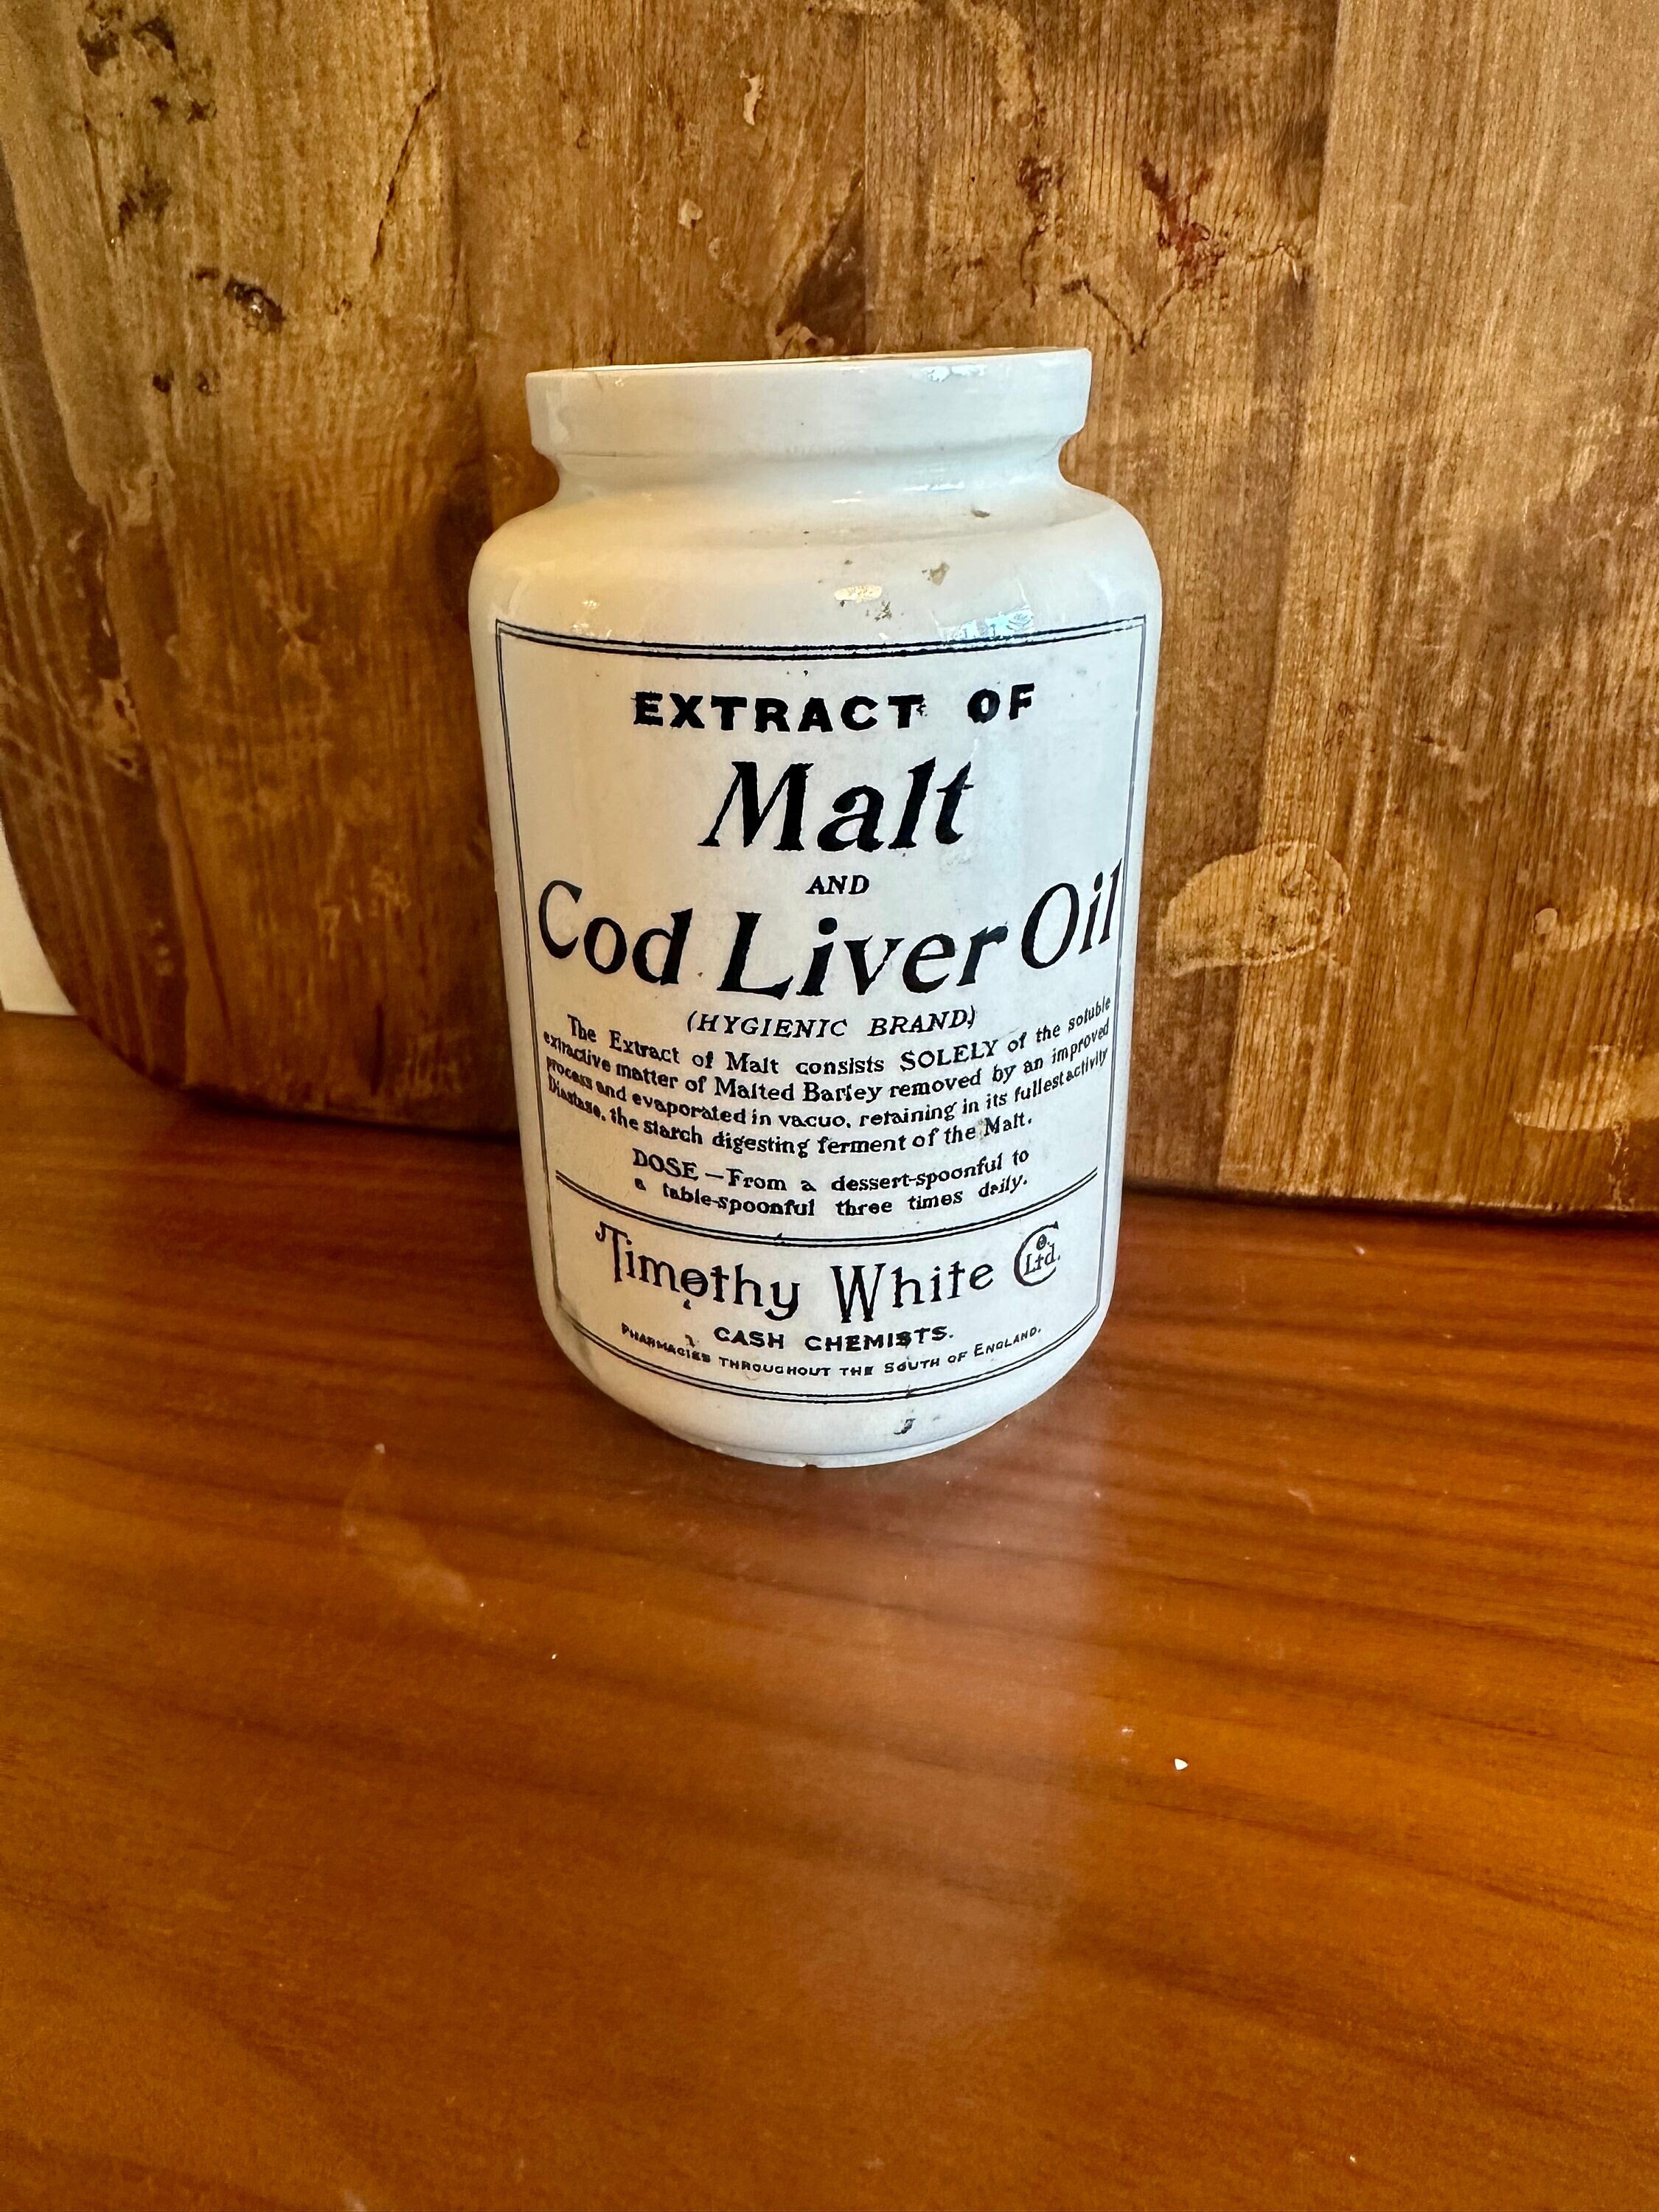 EXTRACT OF
Malt
AND
Cod Liver Oil
(HYGIENIC BRAND)
The Extract of Malt consists SOLELY of the soluble
extractive matter of Malted Barley removed by an improved
process and evaporated in vacuo, retaining in its fullest activity
Diastase, the starch digesting ferment of the Malt.
DOSE —From a dessert-spoonful to
a table-spoonful three times daily.
Timothy White Co. Ltd.
CASH CHEMISTS.
PHARMACIES THROUGHOUT THE SOUTH OF ENGLAND.